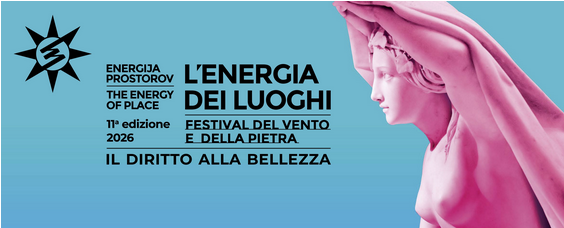 ENERGIJA
PROSTOROV
THE ENERGY
OF PLACE
11ª edizione
2026
L'ENERGIA
DEI LUOGHI
FESTIVAL DEL VENTO
E DELLA PIETRA
IL DIRITTO ALLA BELLEZZA